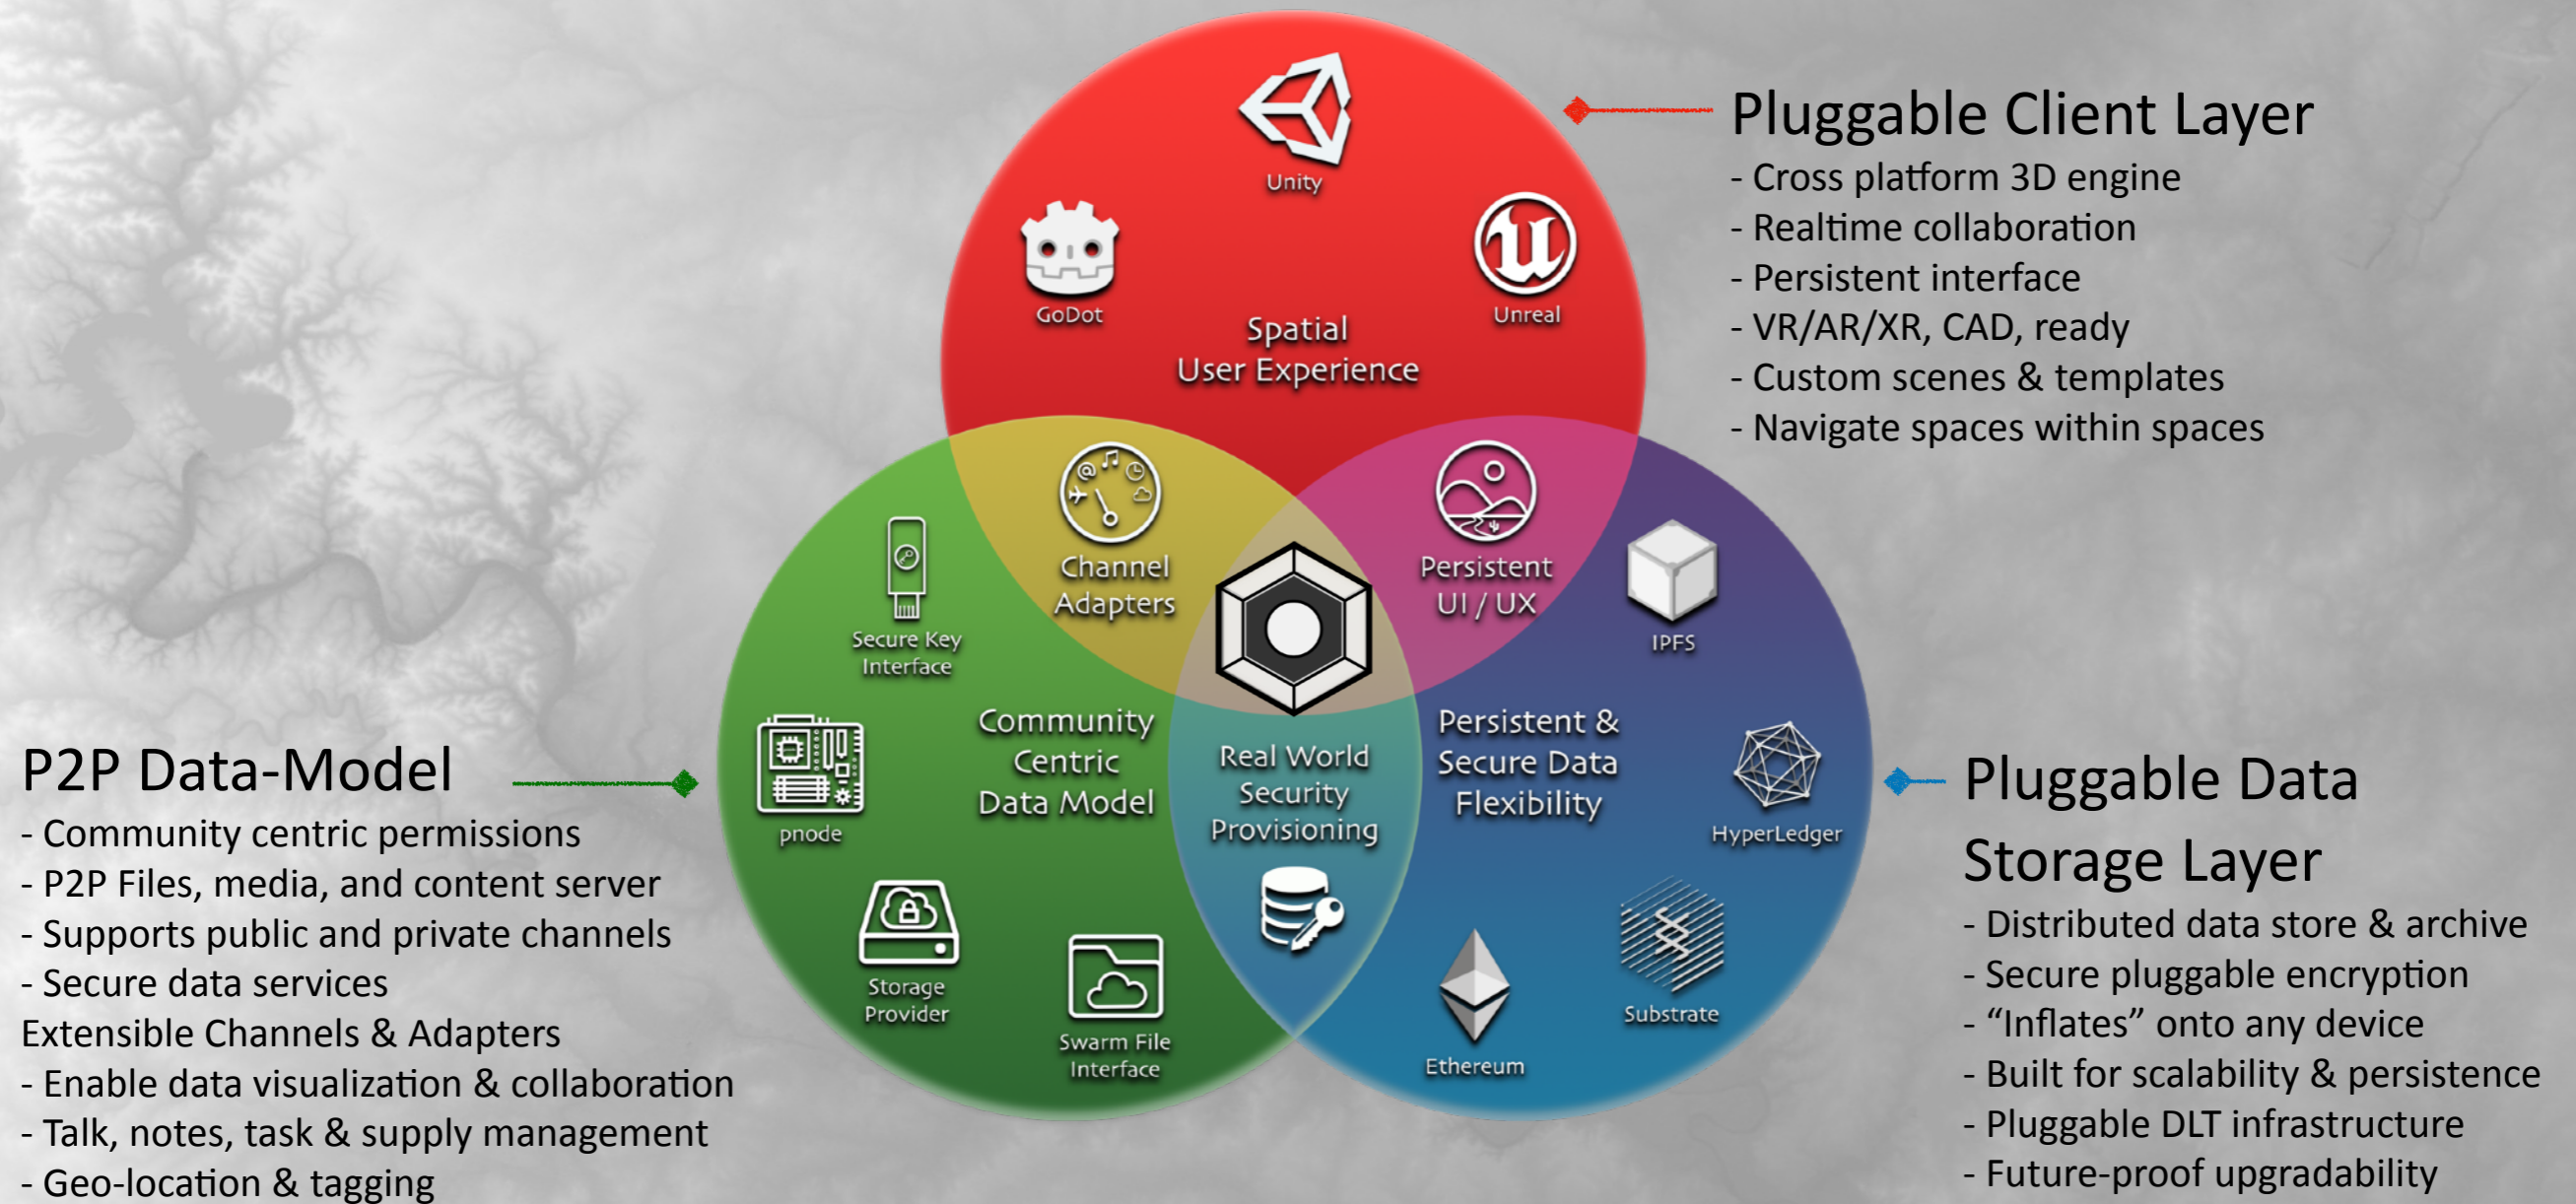 Unity
GoDot
Unreal
Spatial
User Experience
Pluggable Client Layer
- Cross platform 3D engine
- Realtime collaboration
- Persistent interface
- VR/AR/XR, CAD, ready
- Custom scenes & templates
- Navigate spaces within spaces
Channel
Adapters
Persistent
UI / UX
Secure Key
Interface
IPFS
Community
Centric
Data Model
pnode
Real World
Security
Provisioning
Persistent &
Secure Data
Flexibility
HyperLedger
Storage
Provider
Swarm File
Interface
Ethereum
Substrate
P2P Data-Model
- Community centric permissions
- P2P Files, media, and content server
- Supports public and private channels
- Secure data services
Extensible Channels & Adapters
- Enable data visualization & collaboration
- Talk, notes, task & supply management
- Geo-location & tagging
Pluggable Data
Storage Layer
- Distributed data store & archive
- Secure pluggable encryption
- “Inflates” onto any device
- Built for scalability & persistence
- Pluggable DLT infrastructure
- Future-proof upgradability